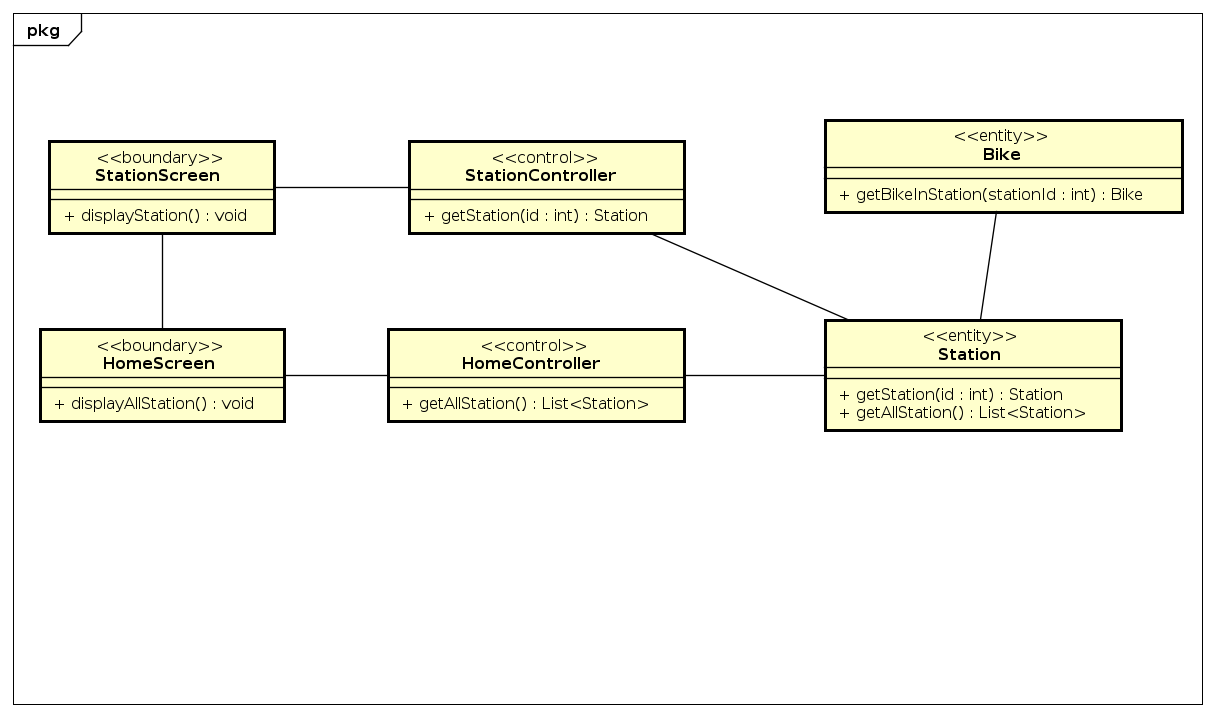 pkg
<<boundary>>
StationScreen
+ displayStation() : void
<<control>>
StationController
+ getStation(id : int) : Station
<<entity>>
Bike
+ getBikeInStation(stationId : int) : Bike
<<boundary>>
HomeScreen
+ displayAllStation() : void
<<control>>
HomeController
+ getAllStation() : List<Station>
<<entity>>
Station
+ getStation(id : int) : Station
+ getAllStation() : List<Station>